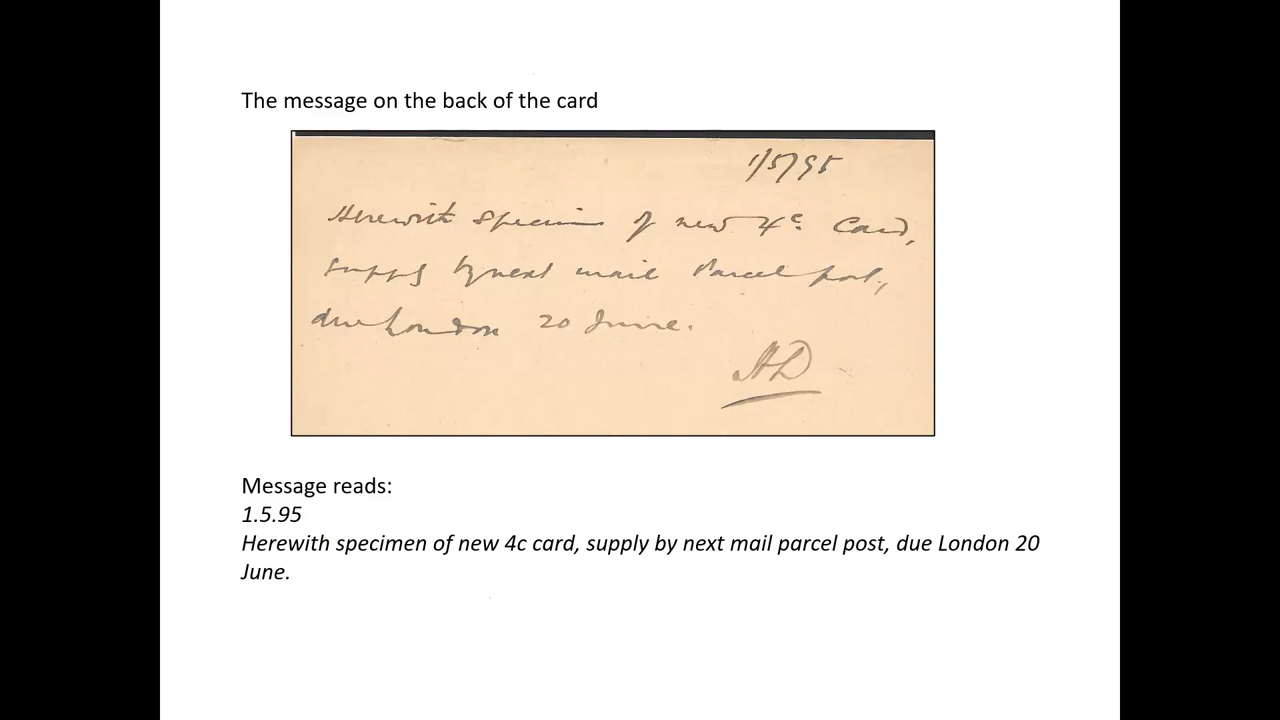 The message on the back of the card
1/5/95
Herewith specimen of new 4c. Card,
supply by next mail Parcel post,
due London 20 June.
AD
Message reads:
1.5.95
Herewith specimen of new 4c card, supply by next mail parcel post, due London 20
June.